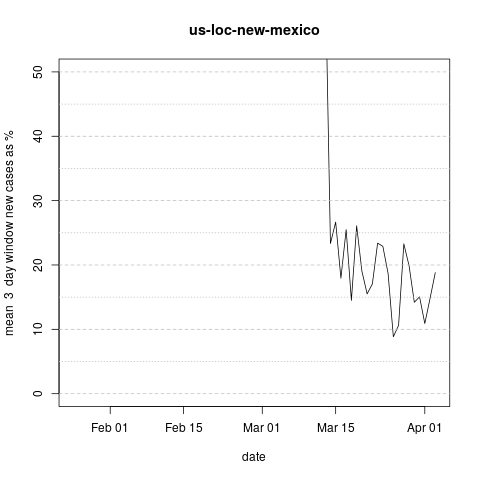 us-loc-new-mexico
mean 3 day window new cases as %
50
40
30
20
10
0
Feb 01 Feb 15 Mar 01 Mar 15 Apr 01
date